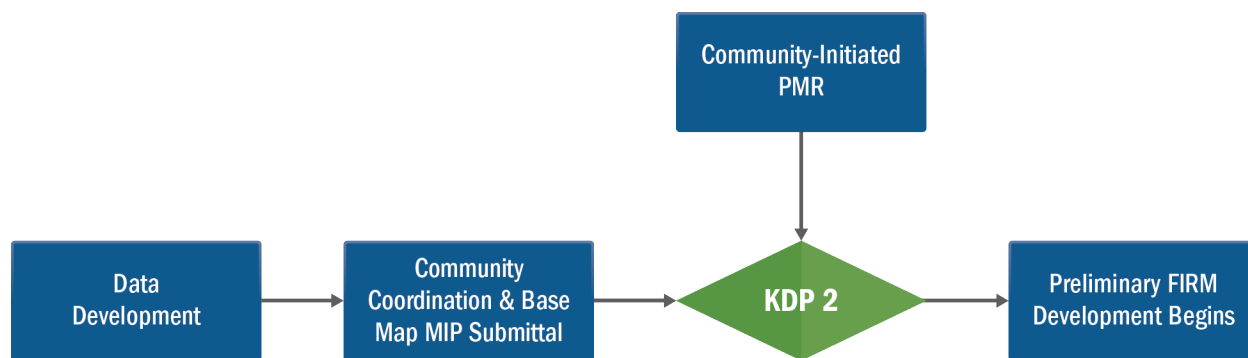 Community-Initiated
PMR
Data
Development
Community
Coordination & Base
Map MIP Submittal
KDP 2
Preliminary FIRM
Development Begins